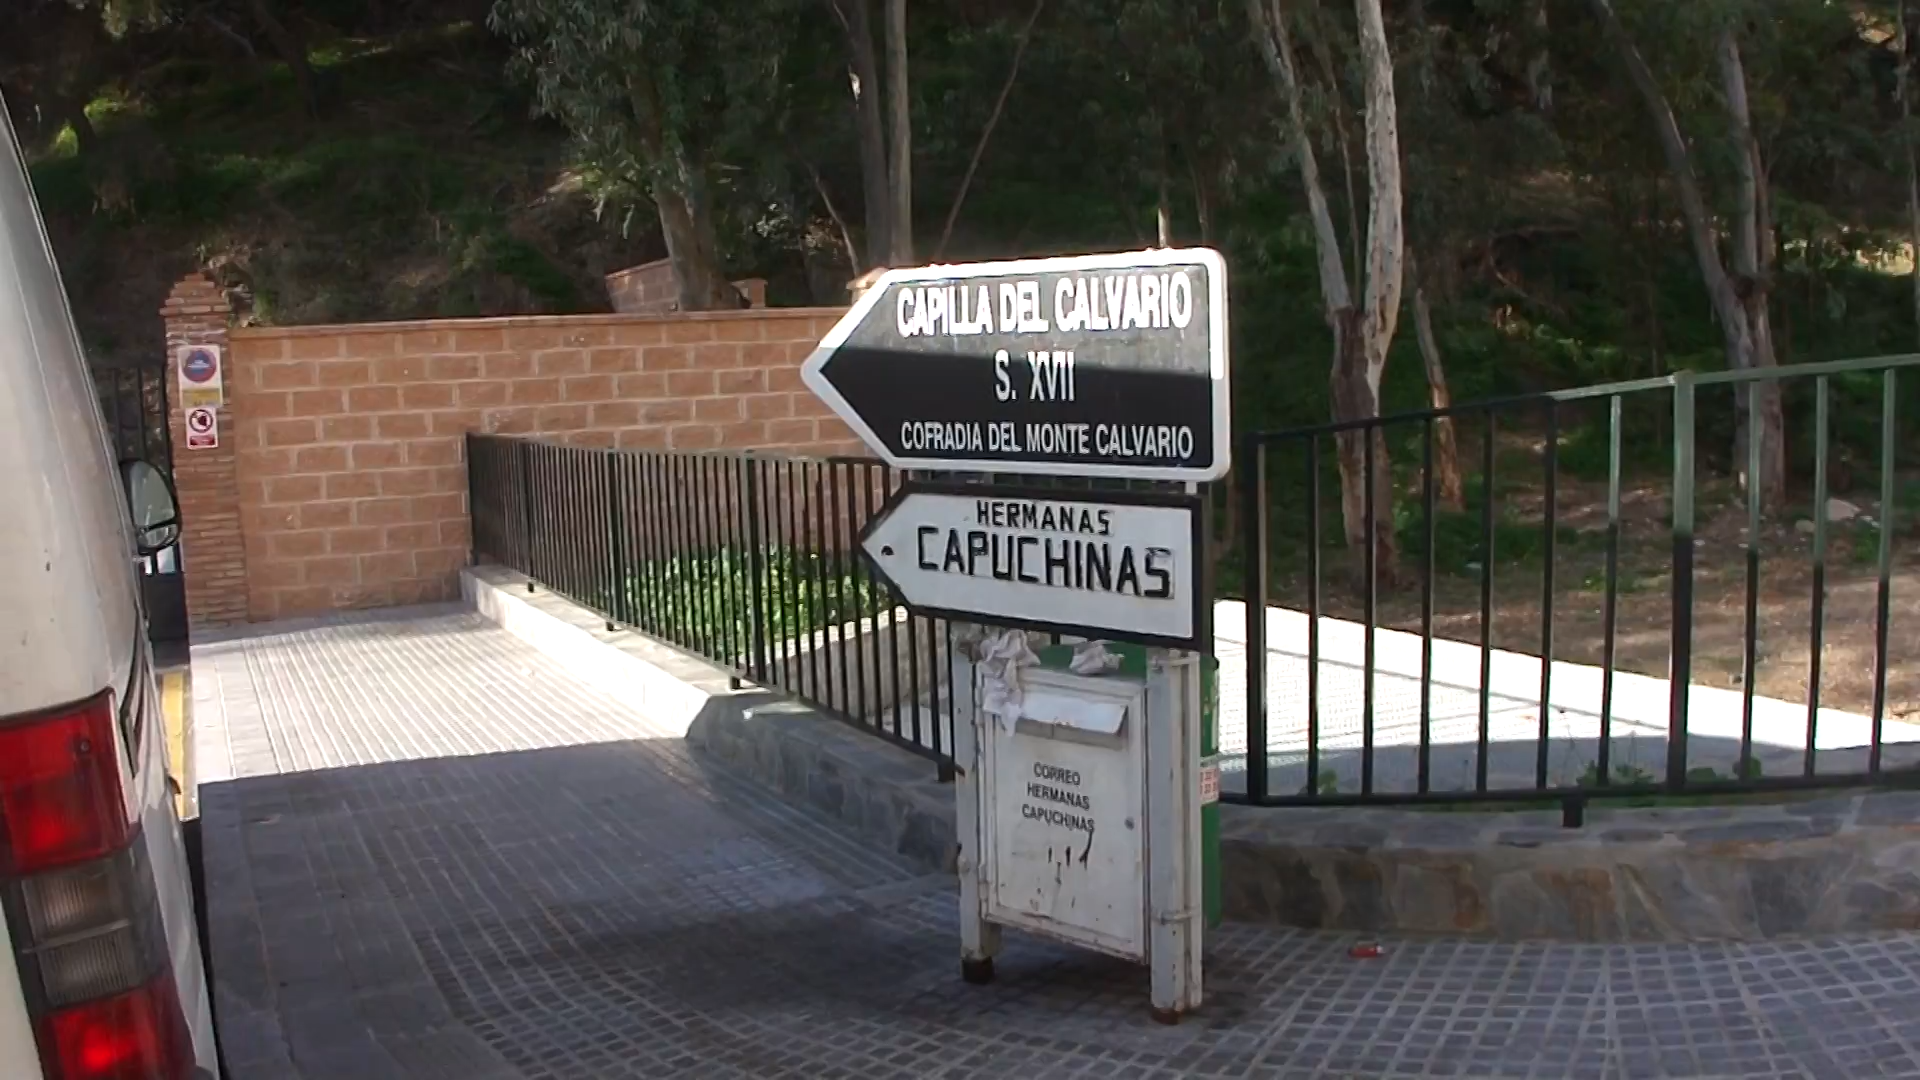 CAPILLA DEL CALVARIO
S. XVII
COFRADIA DEL MONTE CALVARIO
HERMANAS
CAPUCHINAS
CORREO
HERMANAS
CAPUCHINAS